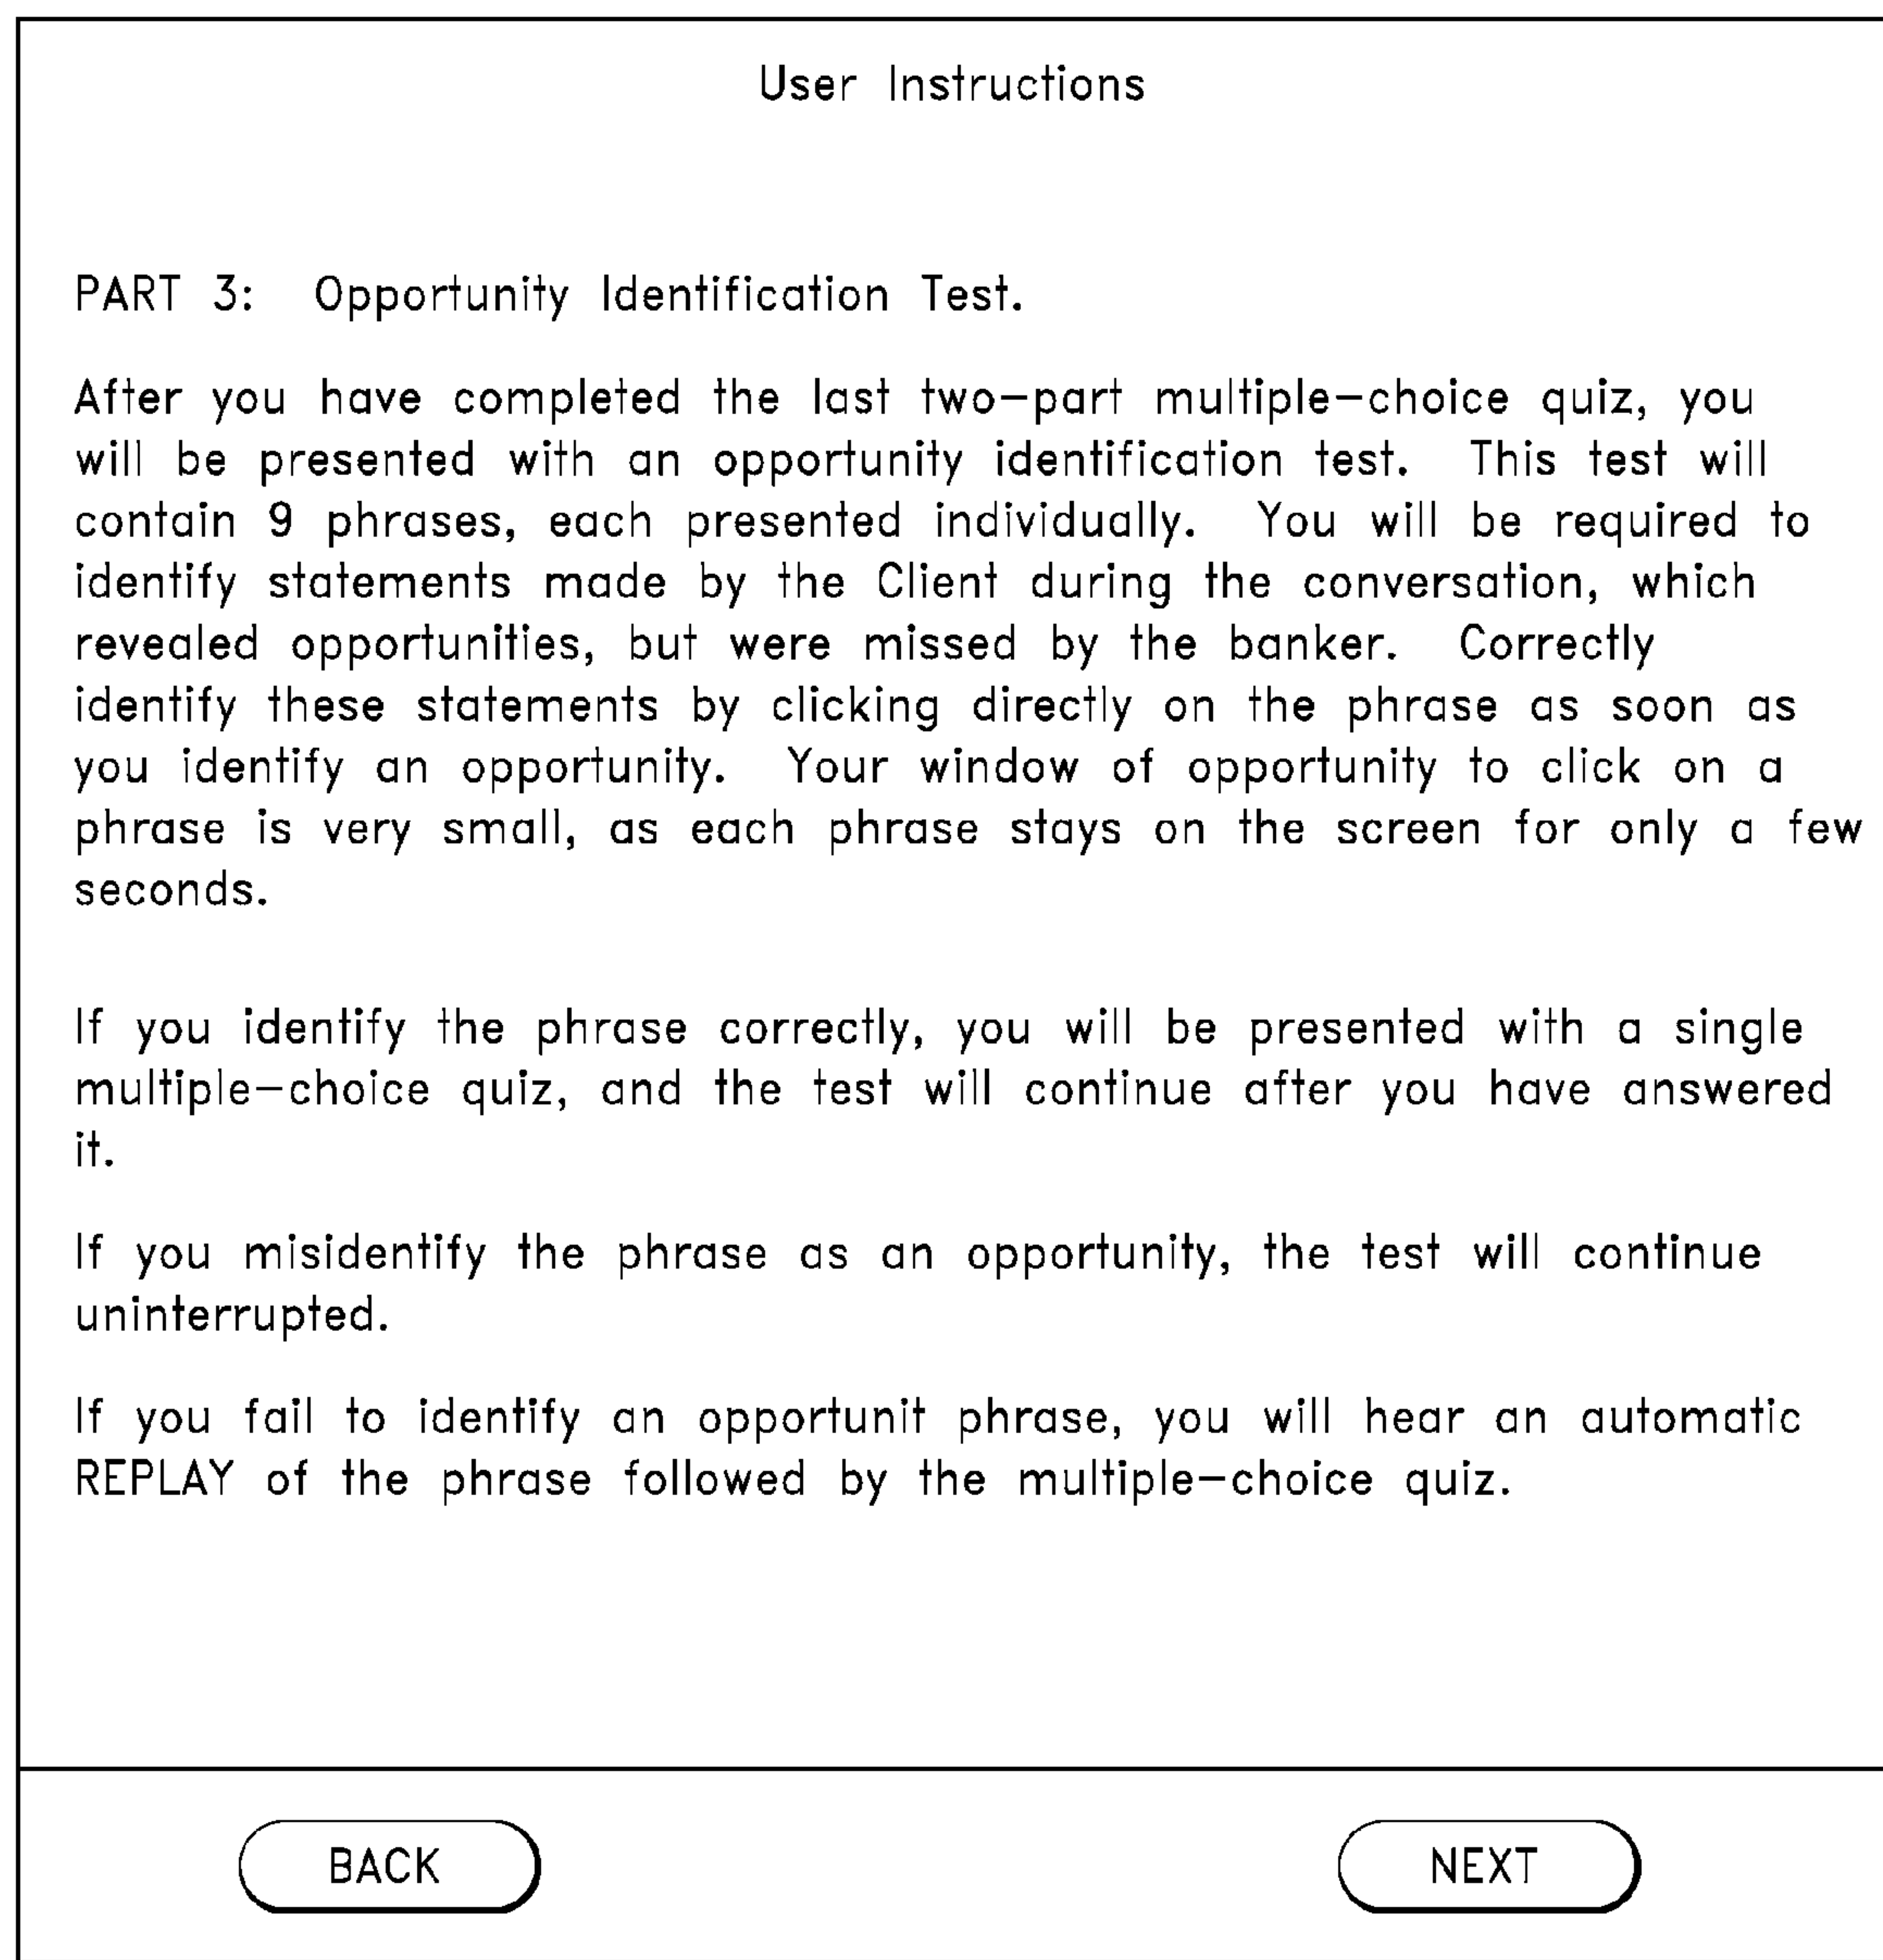 User Instructions
PART 3: Opportunity Identification Test.
After you have completed the last two-part multiple-choice quiz, you
will be presented with an opportunity identification test. This test will
contain 9 phrases, each presented individually. You will be required to
identify statements made by the Client during the conversation, which
revealed opportunities, but were missed by the banker. Correctly
identify these statements by clicking directly on the phrase as soon as
you identify an opportunity. Your window of opportunity to click on a
phrase is very small, as each phrase stays on the screen for only a few
seconds.
If you identify the phrase correctly, you will be presented with a single
multiple-choice quiz, and the test will continue after you have answered
it.
If you misidentify the phrase as an opportunity, the test will continue
uninterrupted.
If you fail to identify an opportunit phrase, you will hear an automatic
REPLAY of the phrase followed by the multiple-choice quiz.
BACK NEXT